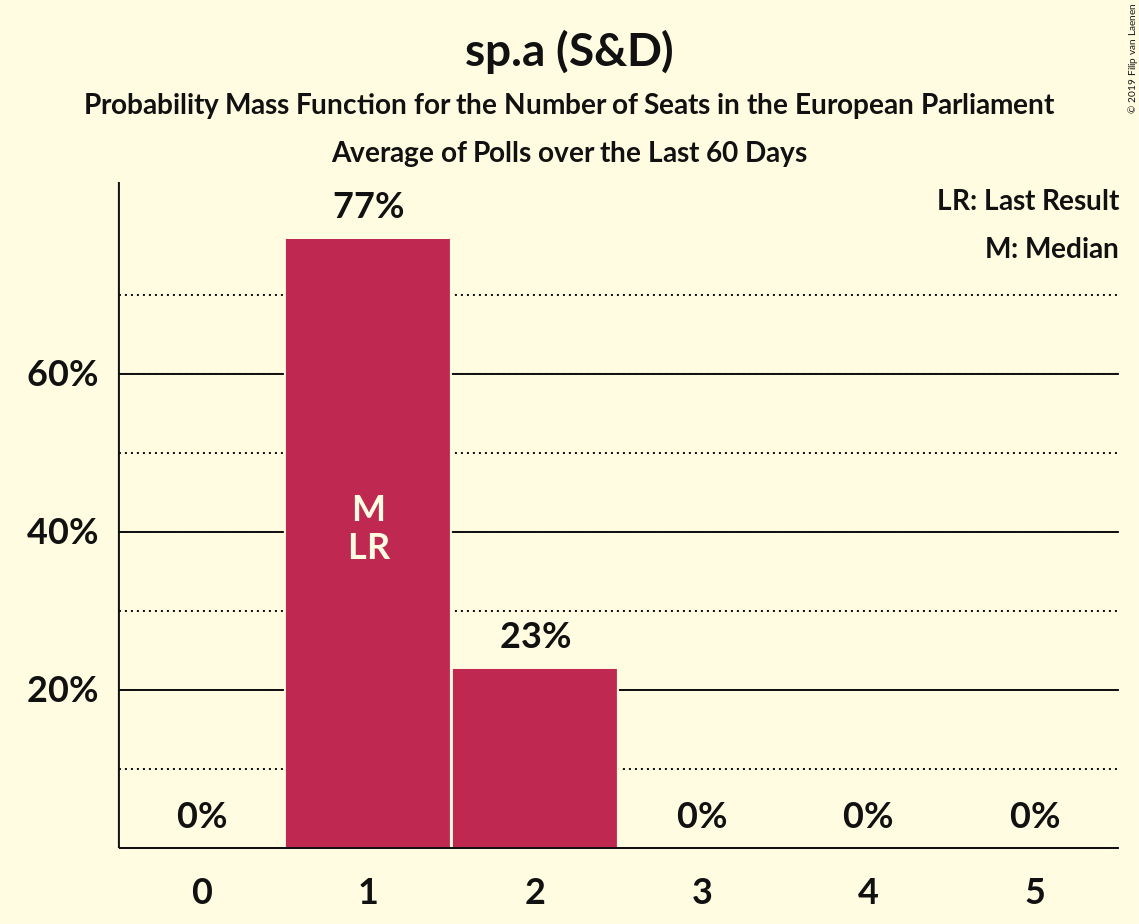 sp.a (S&D)
Probability Mass Function for the Number of Seats in the European Parliament
Average of Polls over the Last 60 Days
© 2019 Filip van Laenen
LR: Last Result
M: Median
77%
60%
M
40%
LR
23%
20%
0%
0%
0%
0%
0
1
2
3
4
5